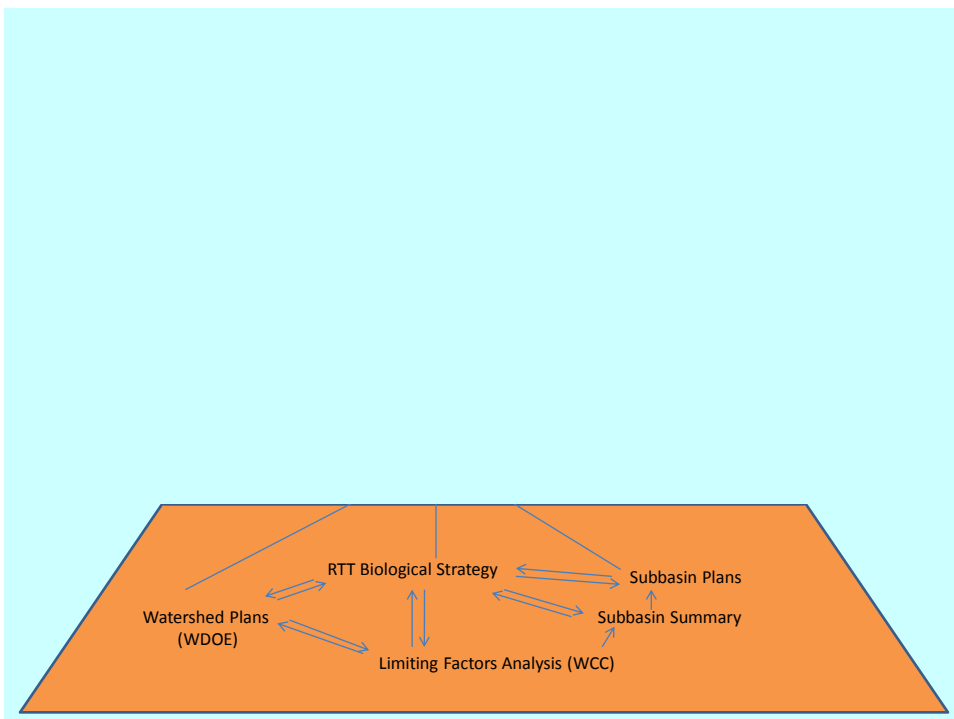 RTT Biological Strategy
Subbasin Plans
Watershed Plans
(WDOE)
Subbasin Summary
Limiting Factors Analysis (WCC)